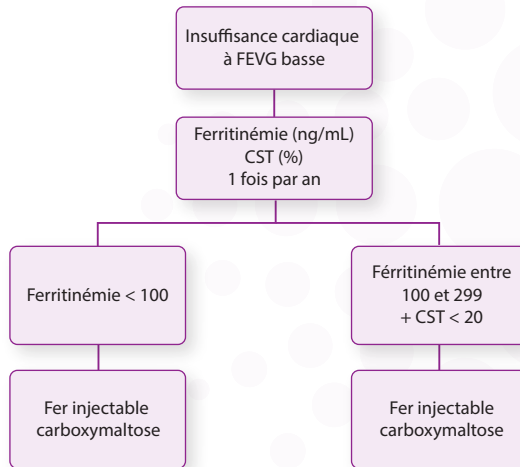 Insuffisance cardiaque
à FEVG basse
Ferritinémie (ng/mL)
CST (%)
1 fois par an
Ferritinémie < 100
Férritinémie entre
100 et 299
+ CST < 20
Fer injectable
carboxymaltose
Fer injectable
carboxymaltose